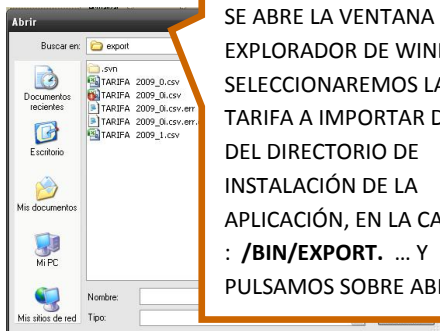 Abrir
Buscar en: export
.svn
TARIFA 2009_0.csv
TARIFA 2009_0i.csv
TARIFA 2009_0i.csv.err
TARIFA 2009_0i.csv.err.
TARIFA 2009_1.csv
Documentos
recientes
Escritorio
Mis documentos
Mi PC
Mis sitios de red
Nombre:
Tipo:
SE ABRE LA VENTANA
EXPLORADOR DE WIN
SELECCIONAREMOS LA
TARIFA A IMPORTAR D
DEL DIRECTORIO DE
INSTALACIÓN DE LA
APLICACIÓN, EN LA CA
: /BIN/EXPORT. ... Y
PULSAMOS SOBRE AB